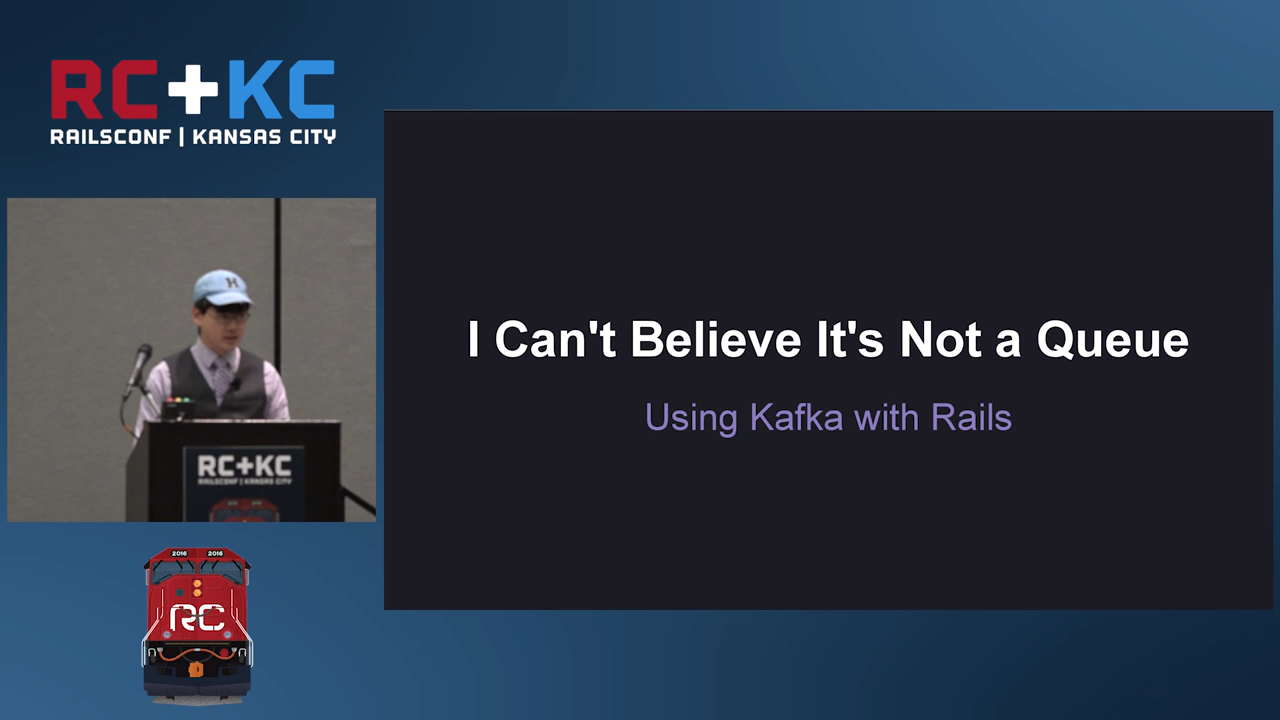 RC+KC
RAILSCONF | KANSAS CITY
I Can't Believe It's Not a Queue
Using Kafka with Rails
H
RC+KC
RAILSCONF | KANSAS CITY
2016 2016
RC